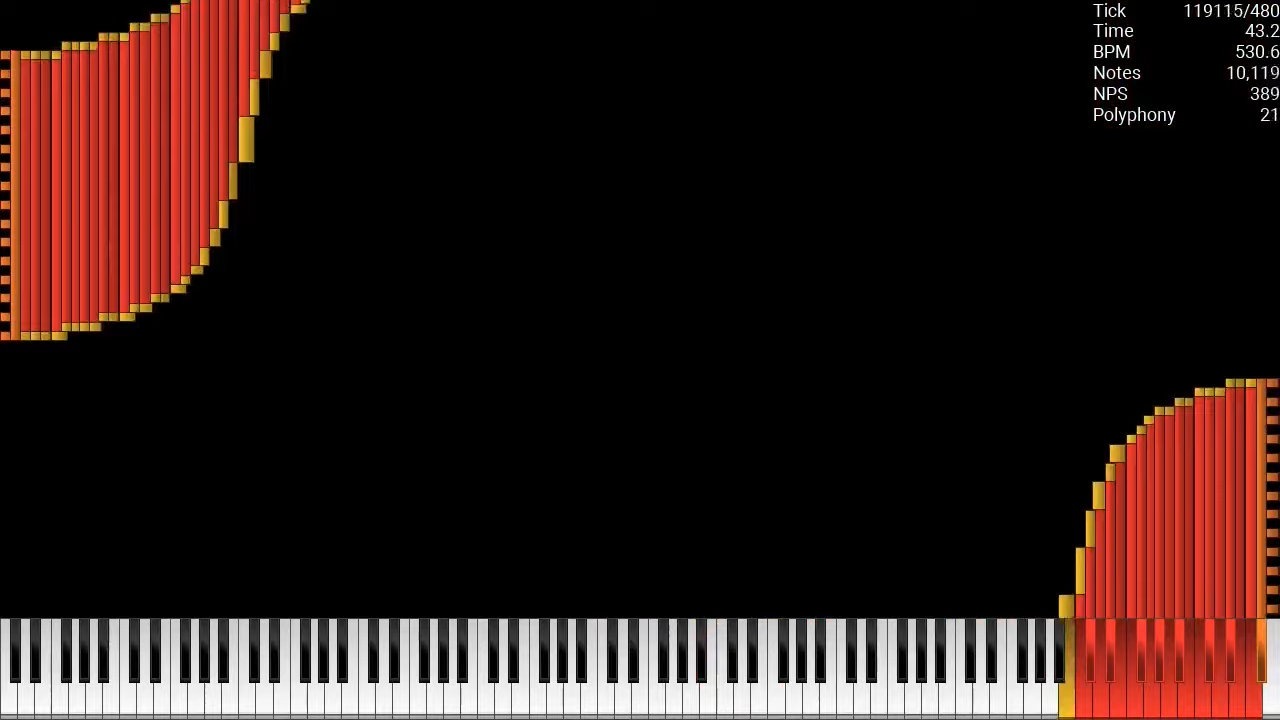 Tick 119115/480
Time 43.2
BPM 530.6
Notes 10,119
NPS 389
Polyphony 21